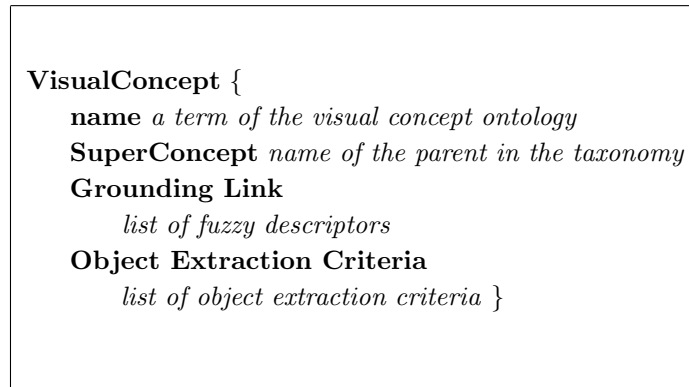 VisualConcept {
name a term of the visual concept ontology
SuperConcept name of the parent in the taxonomy
Grounding Link
list of fuzzy descriptors
Object Extraction Criteria
list of object extraction criteria }